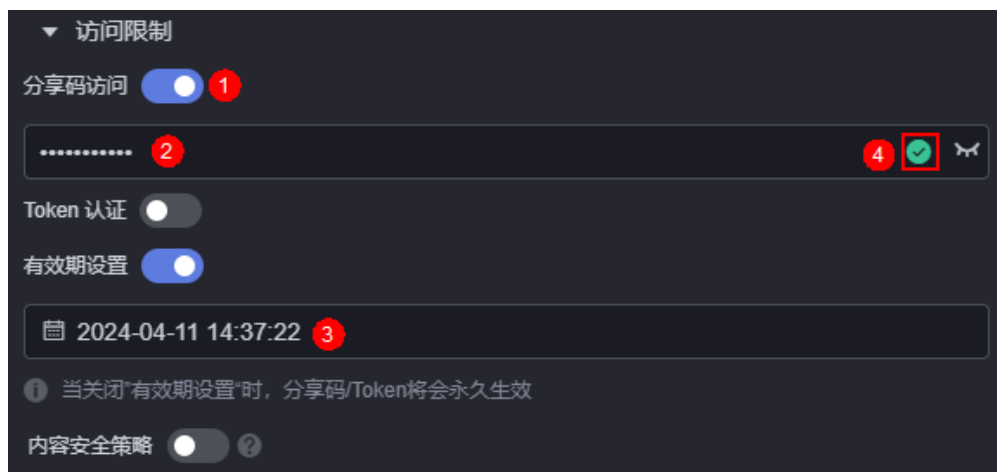 访问限制
分享码访问 1
••••••••••• 2 4
Token 认证
有效期设置
2024-04-11 14:37:22 3
当关闭"有效期设置"时，分享码/Token将会永久生效
内容安全策略 ?